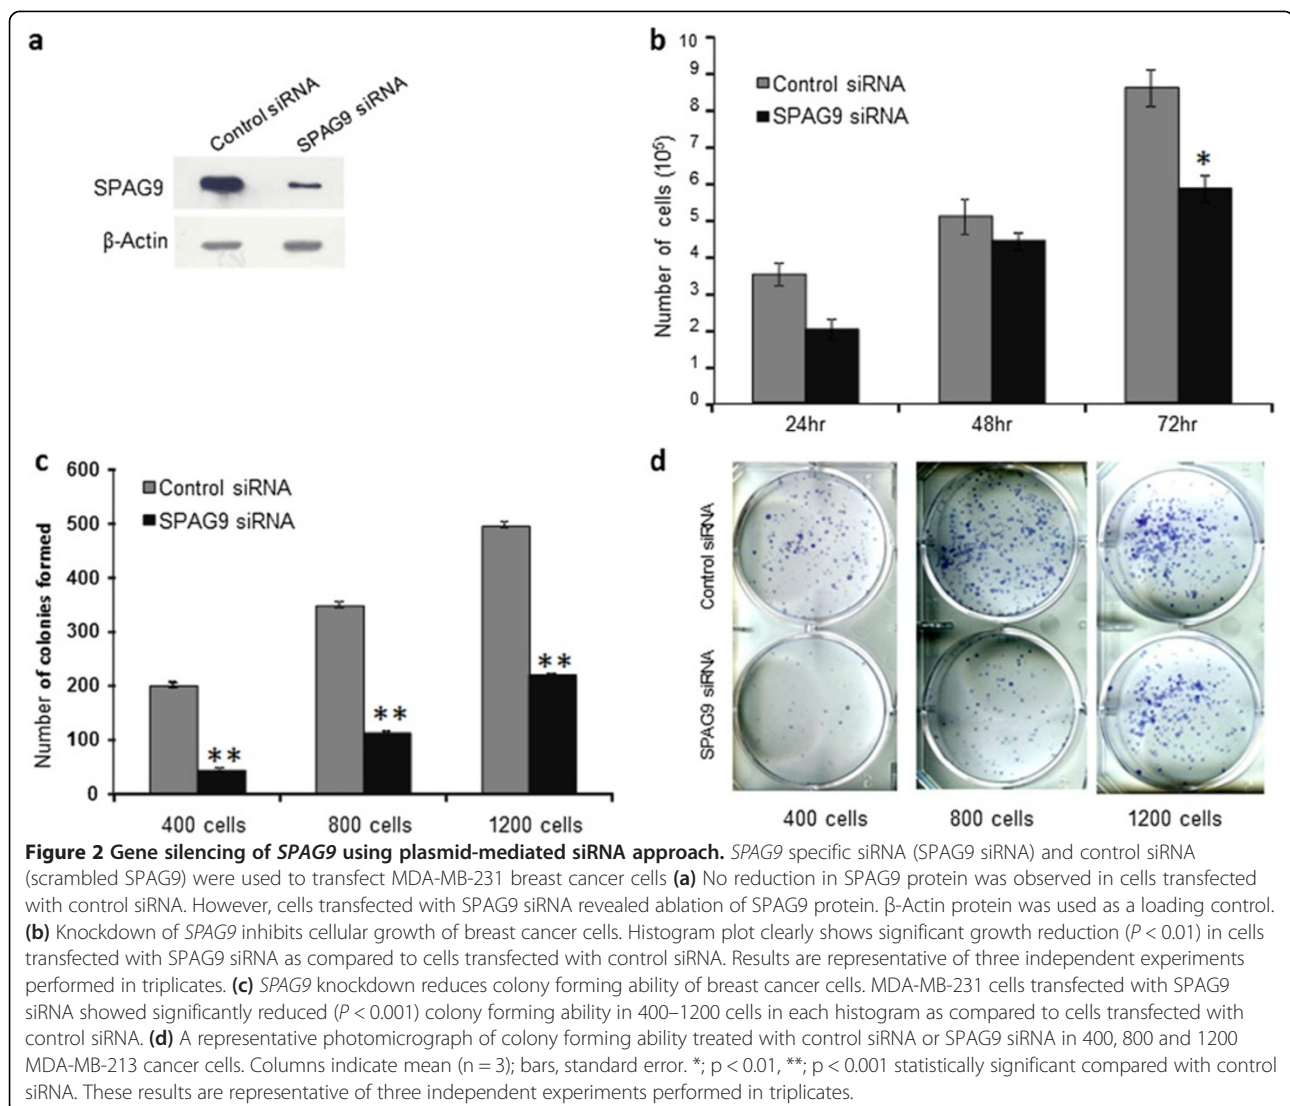 a
Control siRNA
SPAG9 siRNA
SPAG9
β-Actin
b
10
9
8
7
6
5
4
3
2
1
0
Number of cells (10⁵)
Control siRNA
SPAG9 siRNA
*
24hr
48hr
72hr
c
600
500
400
300
200
100
0
Number of colonies formed
Control siRNA
SPAG9 siRNA
**
**
**
400 cells
800 cells
1200 cells
d
Control siRNA
SPAG9 siRNA
400 cells
800 cells
1200 cells
Figure 2 Gene silencing of SPAG9 using plasmid-mediated siRNA approach. SPAG9 specific siRNA (SPAG9 siRNA) and control siRNA
(scrambled SPAG9) were used to transfect MDA-MB-231 breast cancer cells (a) No reduction in SPAG9 protein was observed in cells transfected
with control siRNA. However, cells transfected with SPAG9 siRNA revealed ablation of SPAG9 protein. β-Actin protein was used as a loading control.
(b) Knockdown of SPAG9 inhibits cellular growth of breast cancer cells. Histogram plot clearly shows significant growth reduction (P < 0.01) in cells
transfected with SPAG9 siRNA as compared to cells transfected with control siRNA. Results are representative of three independent experiments
performed in triplicates. (c) SPAG9 knockdown reduces colony forming ability of breast cancer cells. MDA-MB-231 cells transfected with SPAG9
siRNA showed significantly reduced (P < 0.001) colony forming ability in 400–1200 cells in each histogram as compared to cells transfected with
control siRNA. (d) A representative photomicrograph of colony forming ability treated with control siRNA or SPAG9 siRNA in 400, 800 and 1200
MDA-MB-213 cancer cells. Columns indicate mean (n = 3); bars, standard error. *; p < 0.01, **; p < 0.001 statistically significant compared with control
siRNA. These results are representative of three independent experiments performed in triplicates.